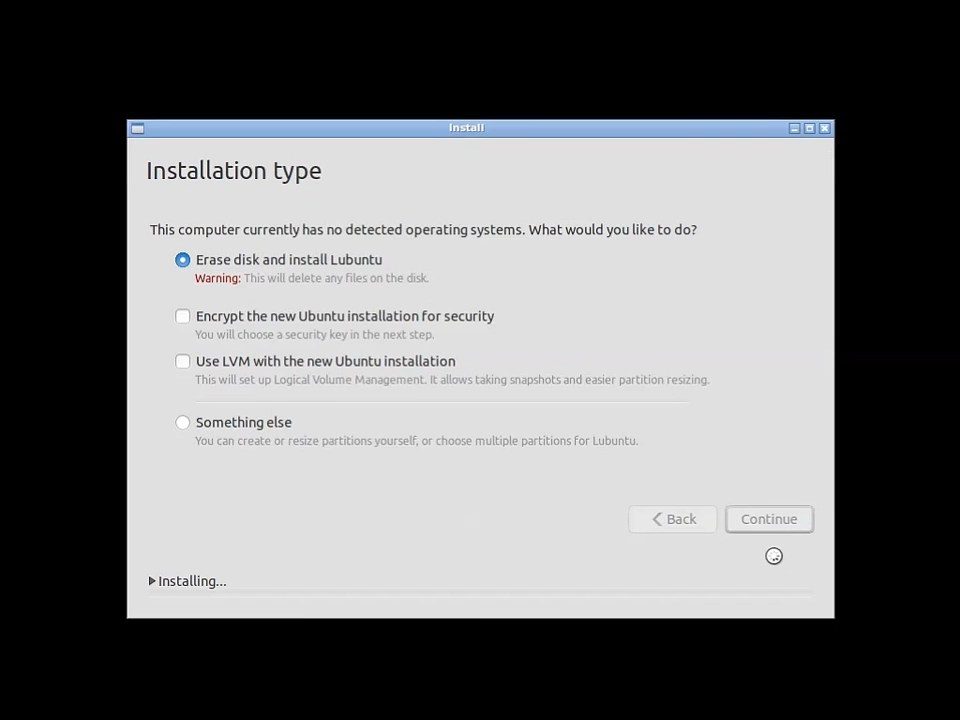 Install
Installation type
This computer currently has no detected operating systems. What would you like to do?
Erase disk and install Lubuntu
Warning: This will delete any files on the disk.
Encrypt the new Ubuntu installation for security
You will choose a security key in the next step.
Use LVM with the new Ubuntu installation
This will set up Logical Volume Management. It allows taking snapshots and easier partition resizing.
Something else
You can create or resize partitions yourself, or choose multiple partitions for Lubuntu.
Back
Continue
Installing...